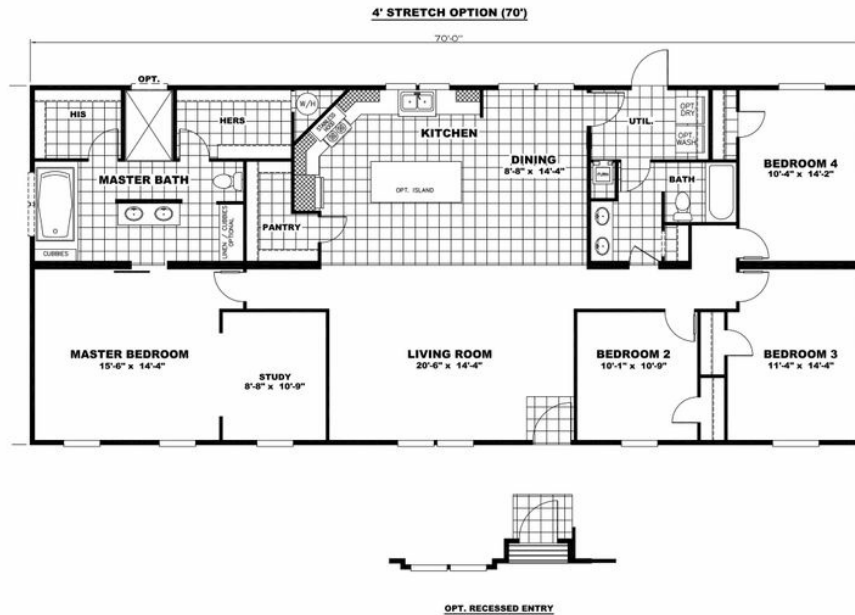 4' STRETCH OPTION (70')
70'-0"
OPT.
HIS
HERS
W/H
STAINLESS HOOD
KITCHEN
UTIL.
OPT. DRY
OPT. WASH
DINING
8'-8" x 14'-4"
BEDROOM 4
10'-4" x 14'-2"
MASTER BATH
OPT. ISLAND
FURN
BATH
LINEN / CUBBIES
OPTIONAL
PANTRY
CUBBIES
MASTER BEDROOM
15'-6" x 14'-4"
STUDY
8'-8" x 10'-9"
LIVING ROOM
20'-6" x 14'-4"
BEDROOM 2
10'-1" x 10'-9"
BEDROOM 3
11'-4" x 14'-4"
OPT. RECESSED ENTRY